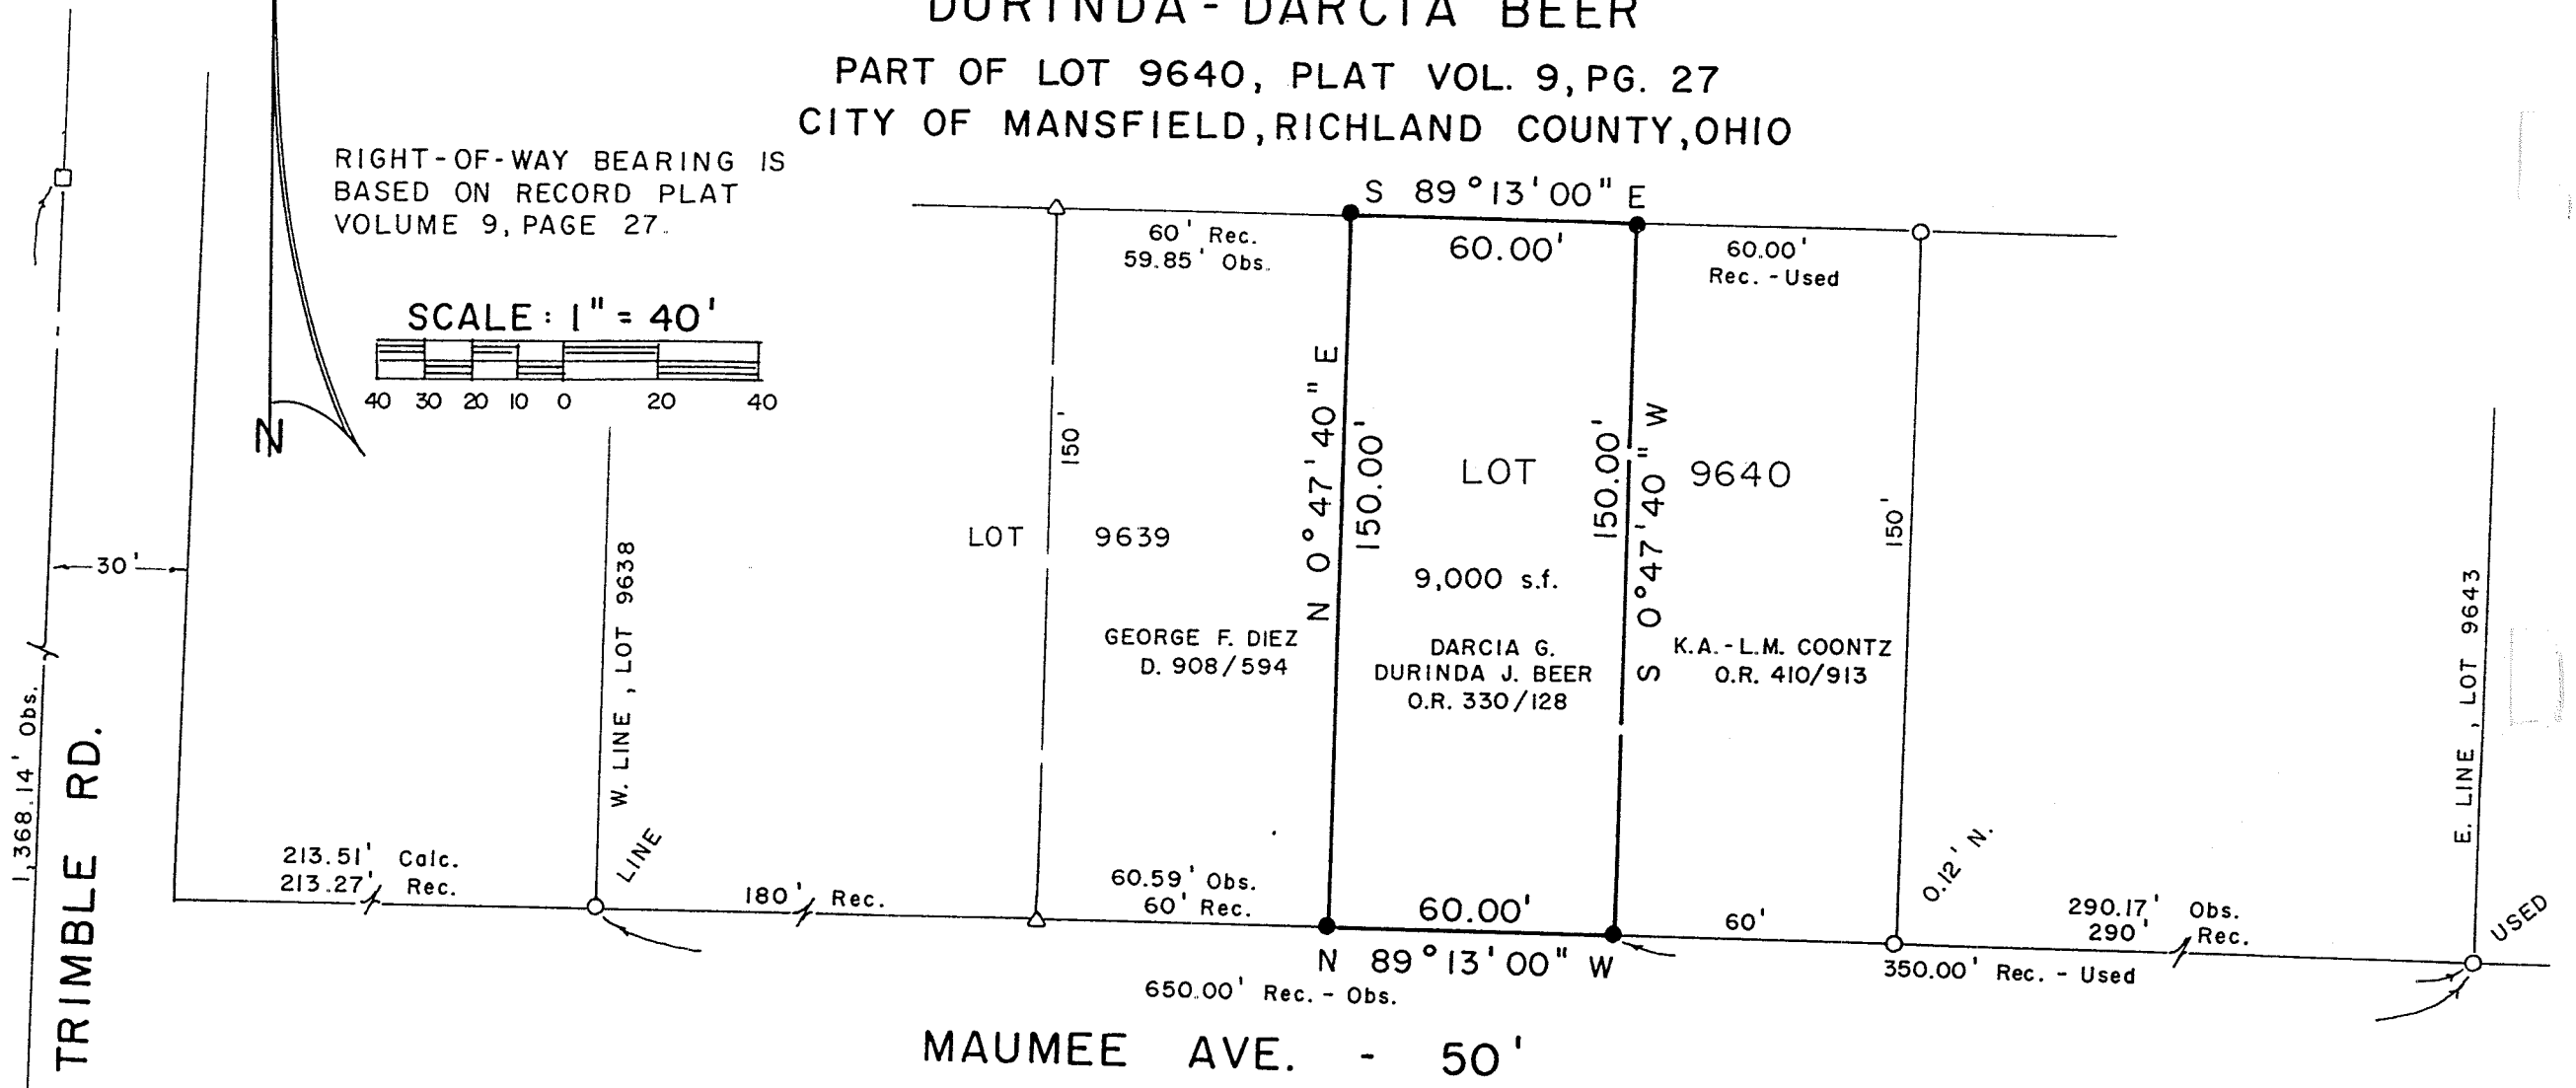 DURINDA - DARCIA BEER
PART OF LOT 9640, PLAT VOL. 9, PG. 27
CITY OF MANSFIELD, RICHLAND COUNTY, OHIO
RIGHT-OF-WAY BEARING IS
BASED ON RECORD PLAT
VOLUME 9, PAGE 27.
SCALE: 1" = 40'
40 30 20 10 0 20 40
N
S 89°13'00" E
60' Rec.
59.85' Obs.
60.00'
60.00'
Rec. - Used
150'
N 0°47'40" E
150.00'
150.00'
S 0°47'40" W
150'
LOT 9640
LOT 9639
9,000 s.f.
GEORGE F. DIEZ
D. 908/594
DARCIA G.
DURINDA J. BEER
O.R. 330/128
K.A.-L.M. COONTZ
O.R. 410/913
30'
W. LINE, LOT 9638
E. LINE, LOT 9643
1,368.14' Obs.
TRIMBLE RD.
213.51' Calc.
213.27' Rec.
LINE
180' Rec.
60.59' Obs.
60' Rec.
60.00'
60'
0.12' N.
290.17' Obs.
290' Rec.
USED
N 89°13'00" W
650.00' Rec. - Obs.
350.00' Rec. - Used
MAUMEE AVE. - 50'